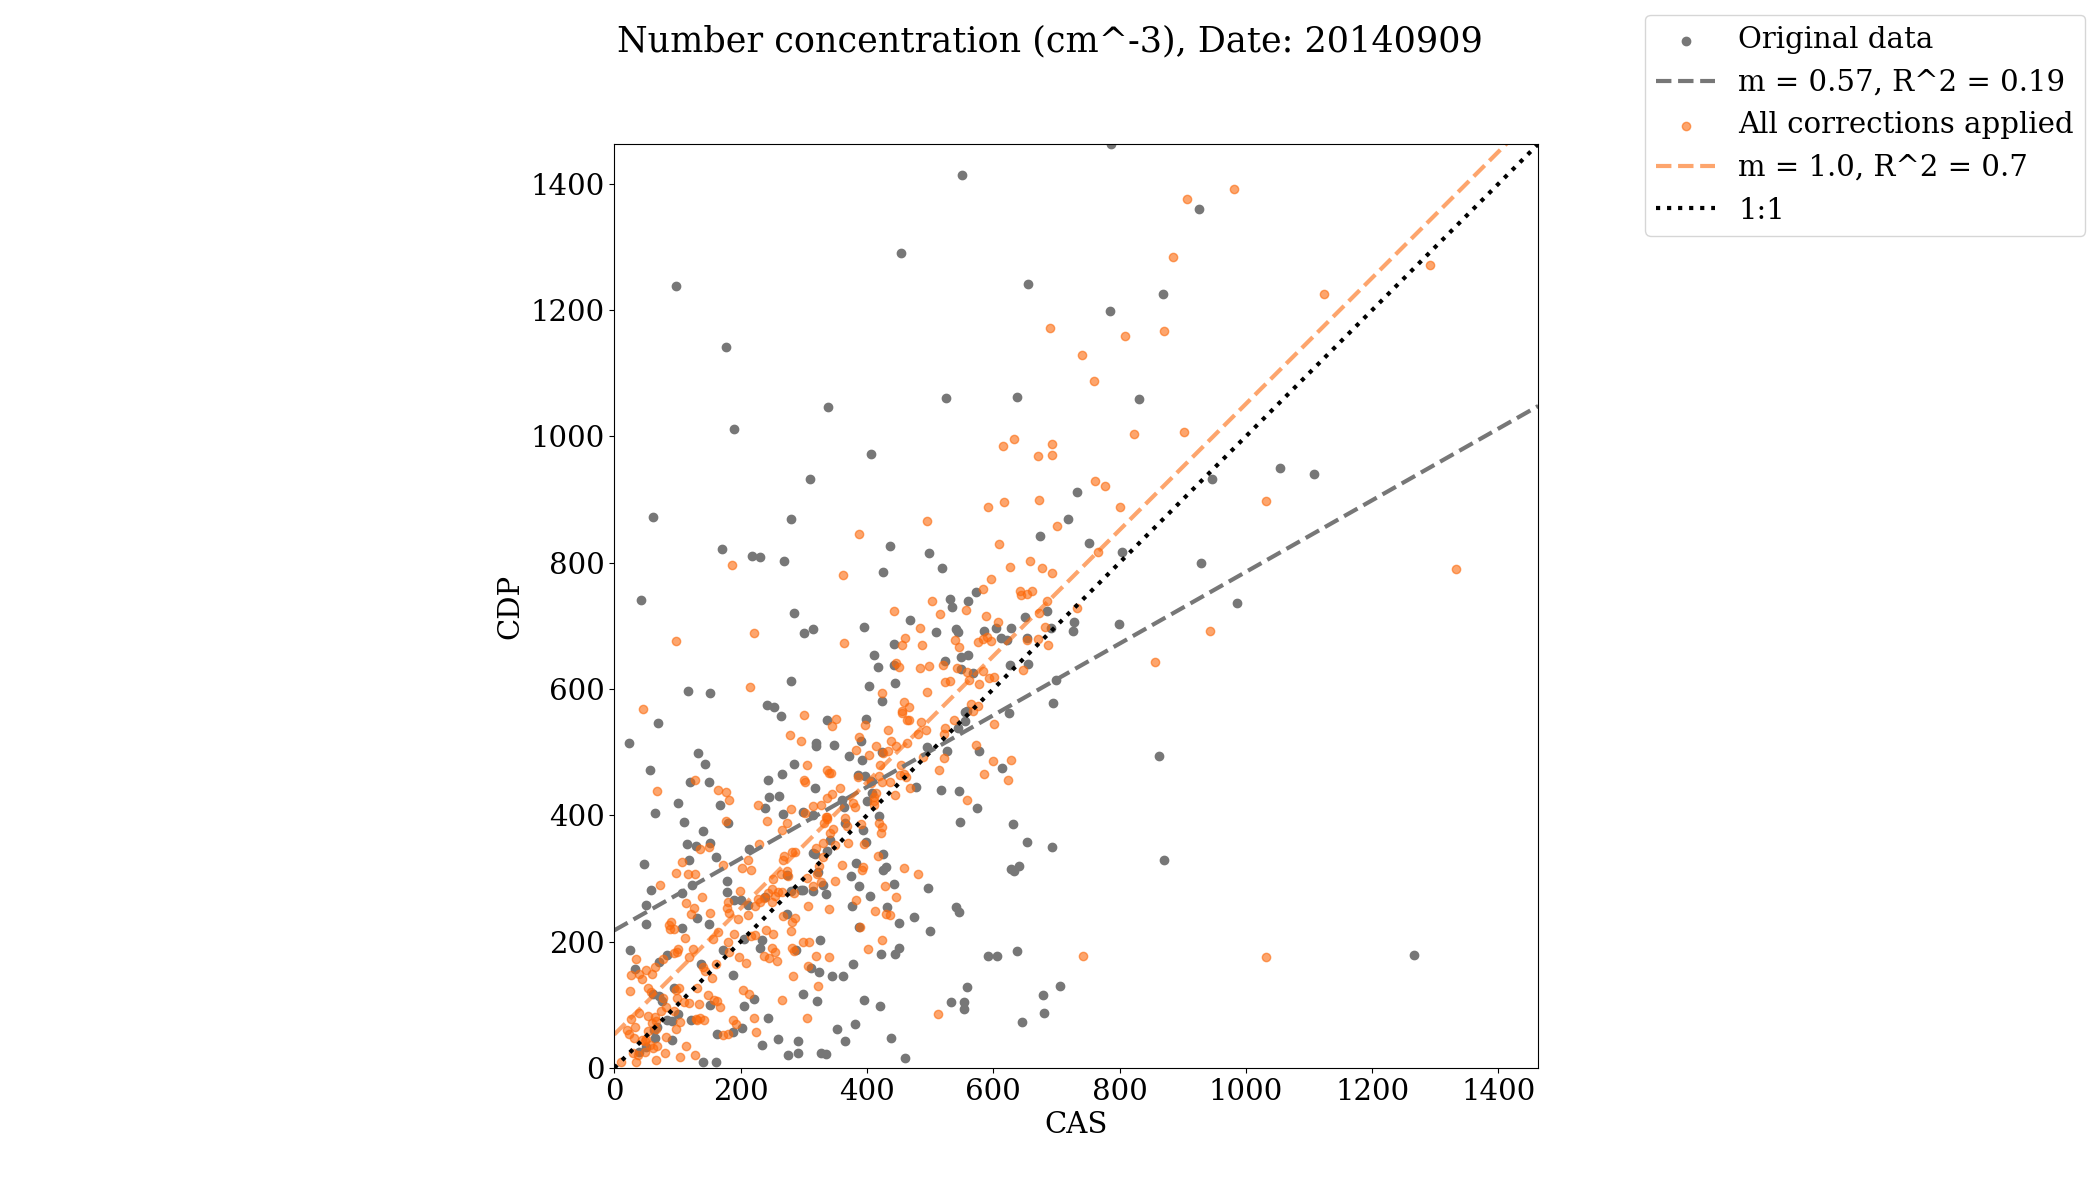 Number concentration (cm^-3), Date: 20140909
Original data
m = 0.57, R^2 = 0.19
All corrections applied
m = 1.0, R^2 = 0.7
1:1
1400
1200
1000
800
600
400
200
0
CDP
0 200 400 600 800 1000 1200 1400
CAS